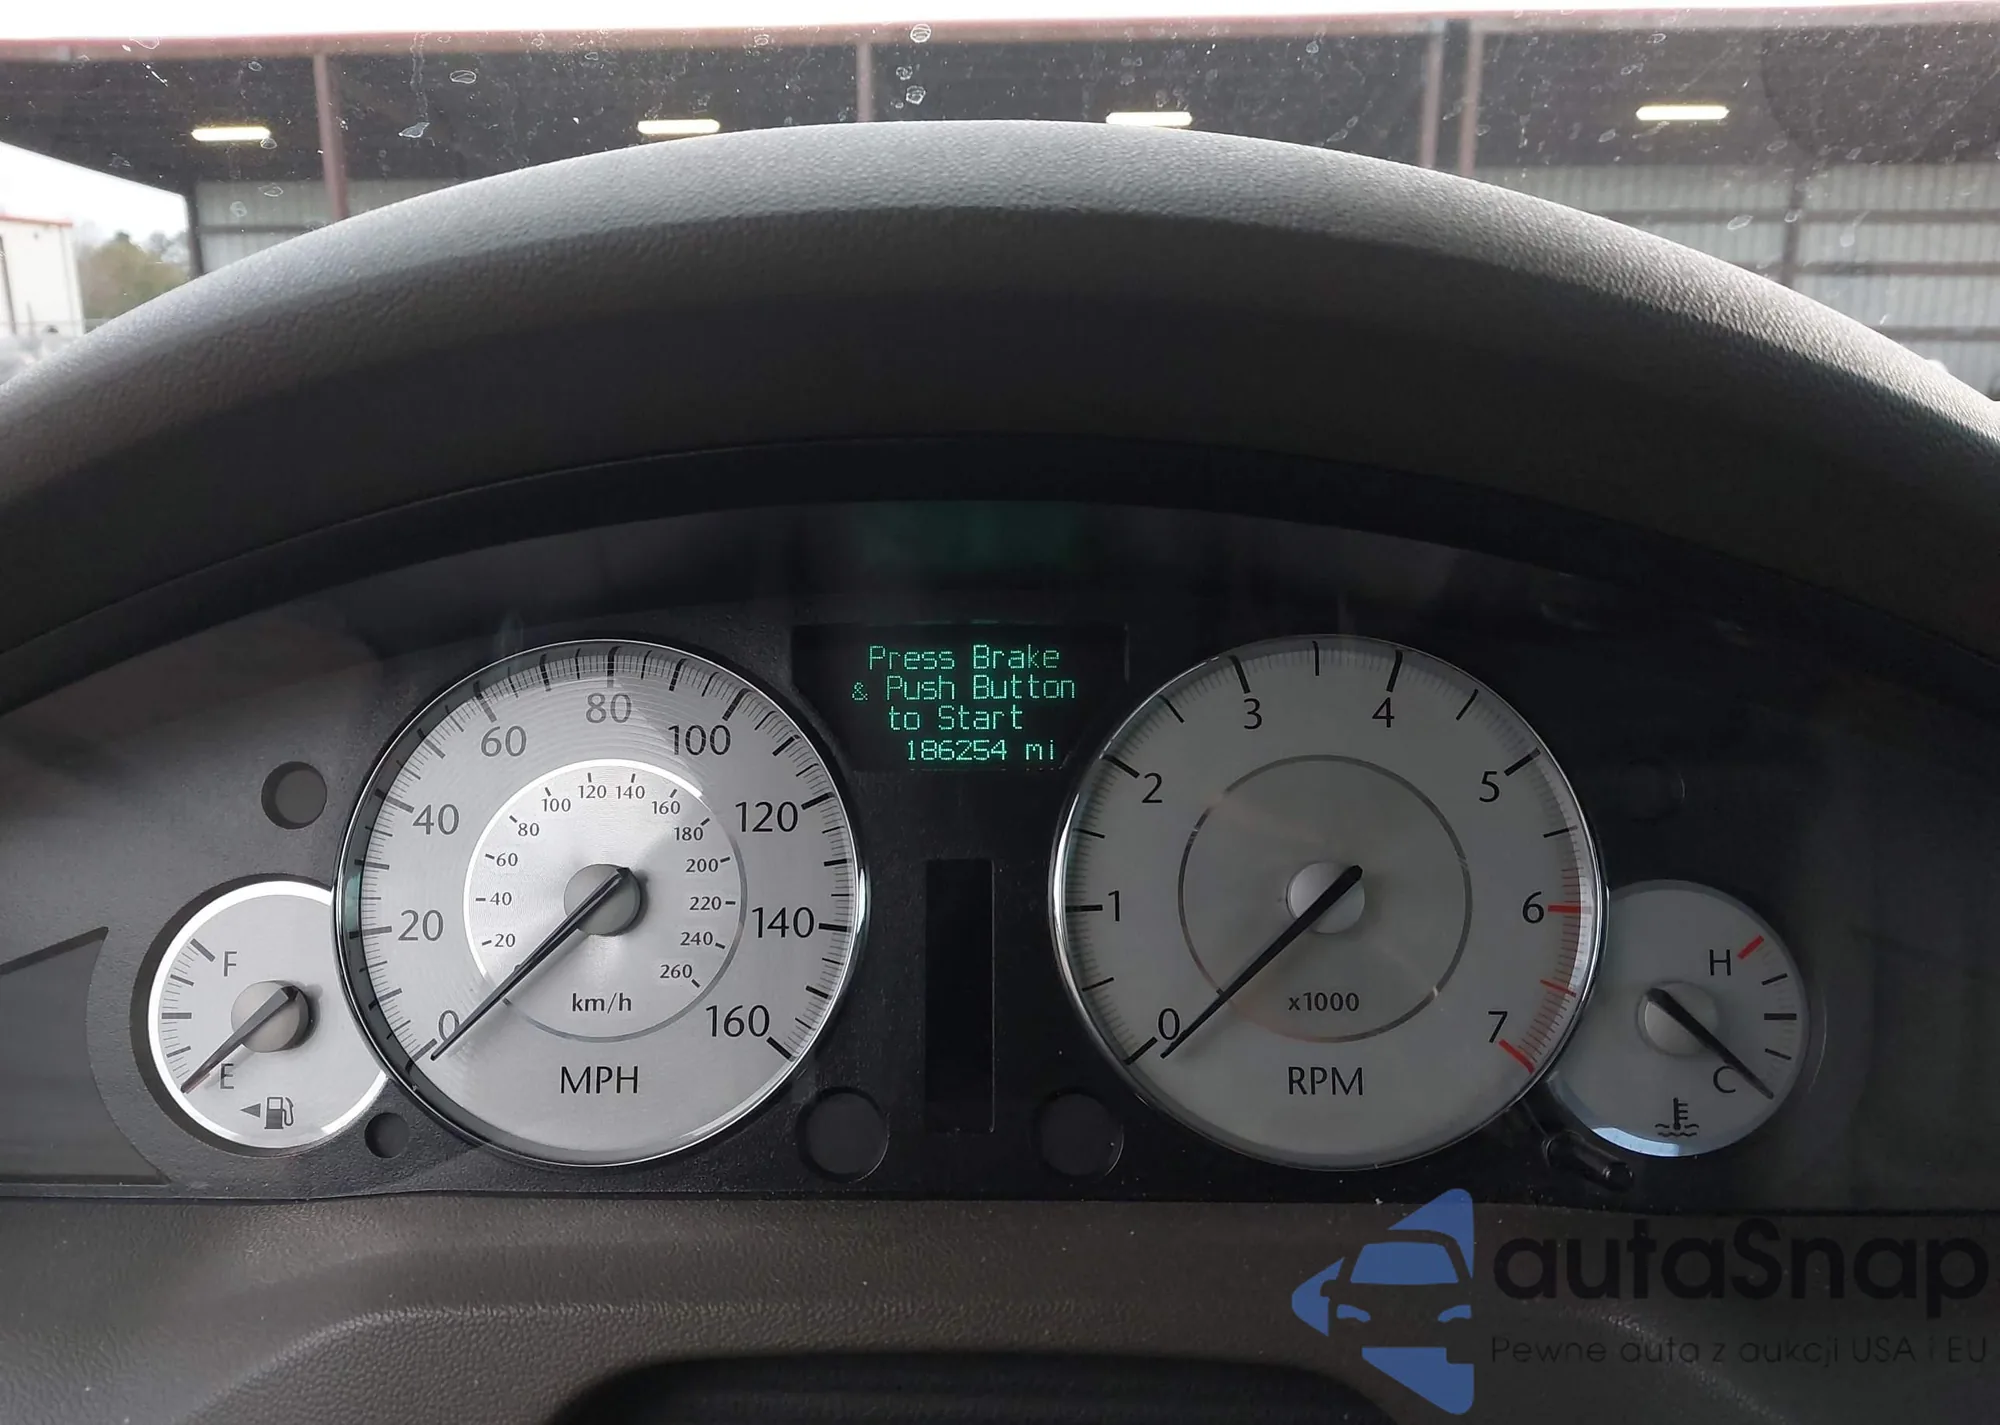 Press Brake
& Push Button
to Start
186254 mi
0 20 40 60 80 100 120 140 160
20 40 60 80 100 120 140 160 180 200 220 240 260
km/h
MPH
0 1 2 3 4 5 6 7
x1000
RPM
F
E
H
C
autaSnap
Pewne auta z aukcji USA i EU